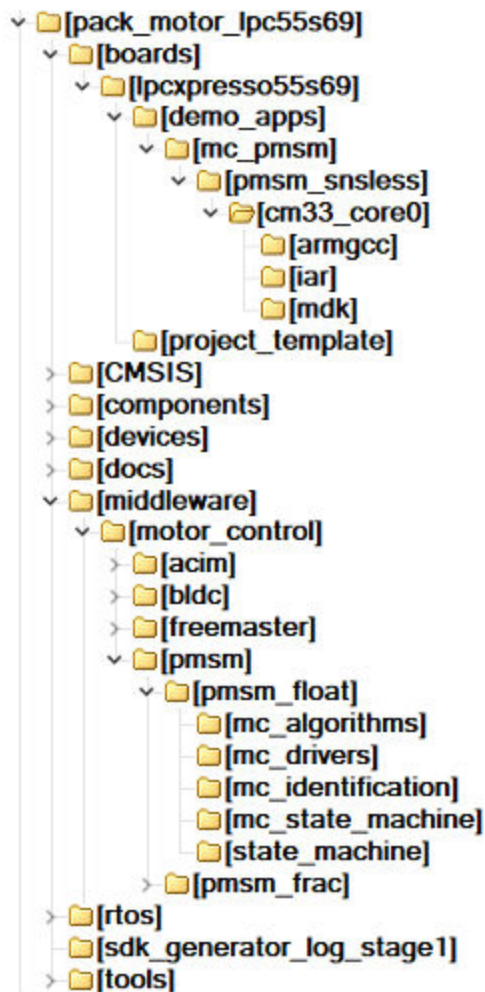 [pack_motor_lpc55s69]
[boards]
[lpcxpresso55s69]
[demo_apps]
[mc_pmsm]
[pmsm_snsless]
[cm33_core0]
[armgcc]
[iar]
[mdk]
[project_template]
[CMSIS]
[components]
[devices]
[docs]
[middleware]
[motor_control]
[acim]
[bldc]
[freemaster]
[pmsm]
[pmsm_float]
[mc_algorithms]
[mc_drivers]
[mc_identification]
[mc_state_machine]
[state_machine]
[pmsm_frac]
[rtos]
[sdk_generator_log_stage1]
[tools]